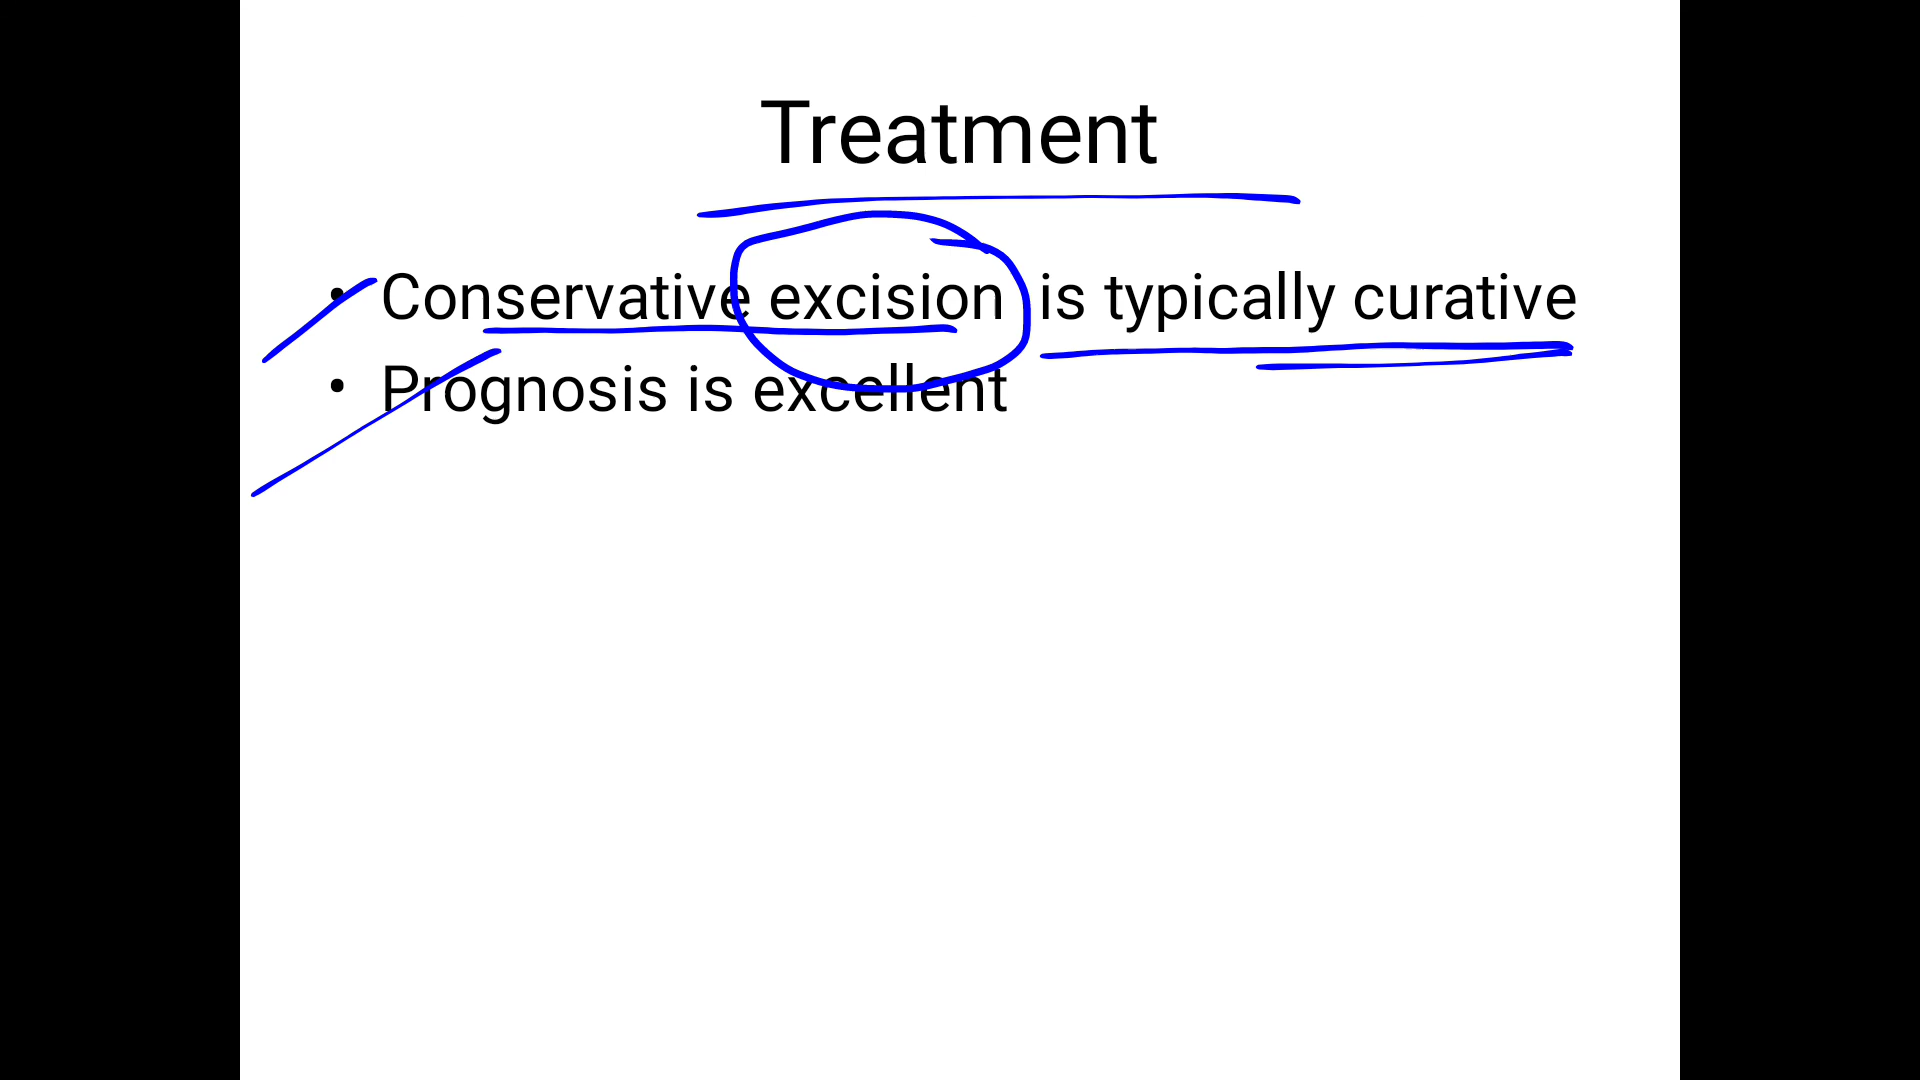 Treatment
• Conservative excision is typically curative
• Prognosis is excellent